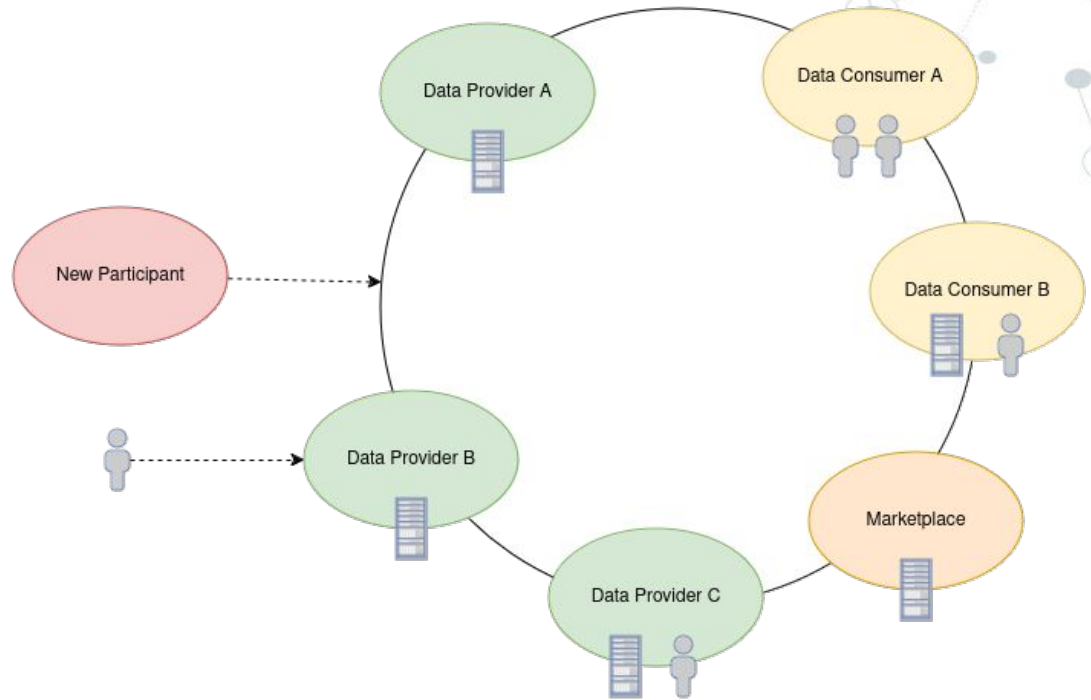 Data Provider A
Data Consumer A
New Participant
Data Consumer B
Data Provider B
Marketplace
Data Provider C